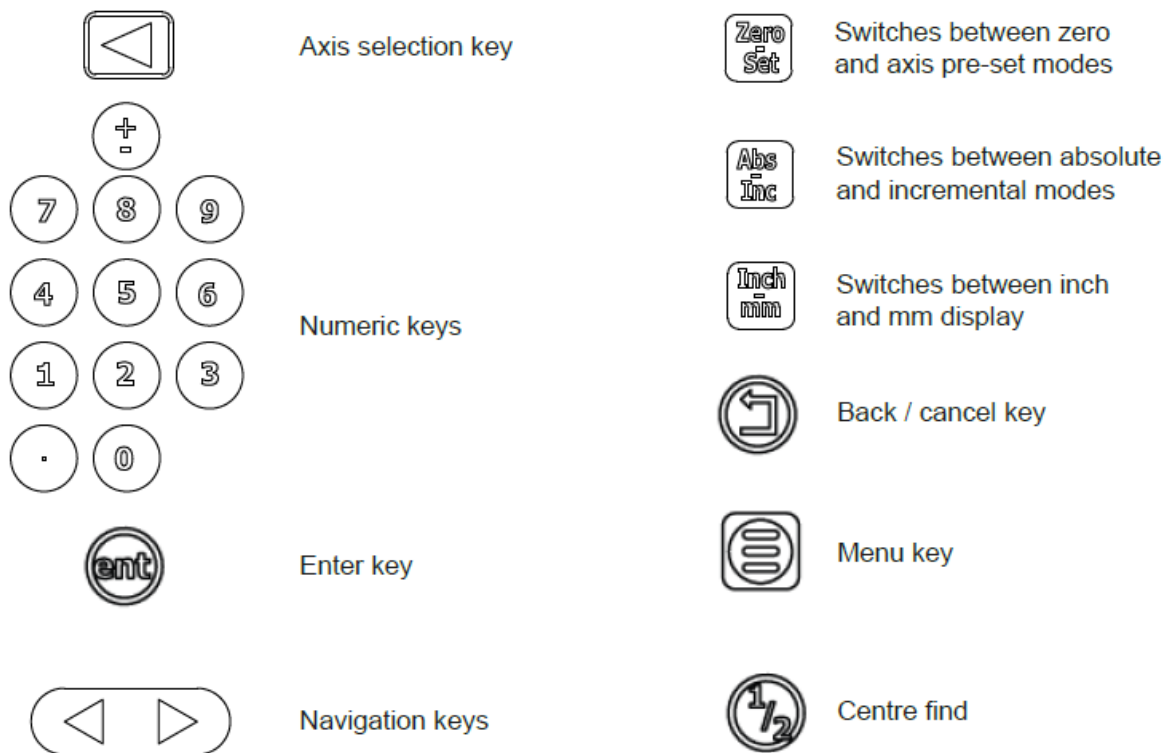 Axis selection key
+
-
7 8 9
4 5 6
1 2 3
. 0
Numeric keys
ent
Enter key
Navigation keys
Zero
-
Set
Switches between zero
and axis pre-set modes
Abs
-
Inc
Switches between absolute
and incremental modes
Inch
-
mm
Switches between inch
and mm display
Back / cancel key
Menu key
1/2
Centre find